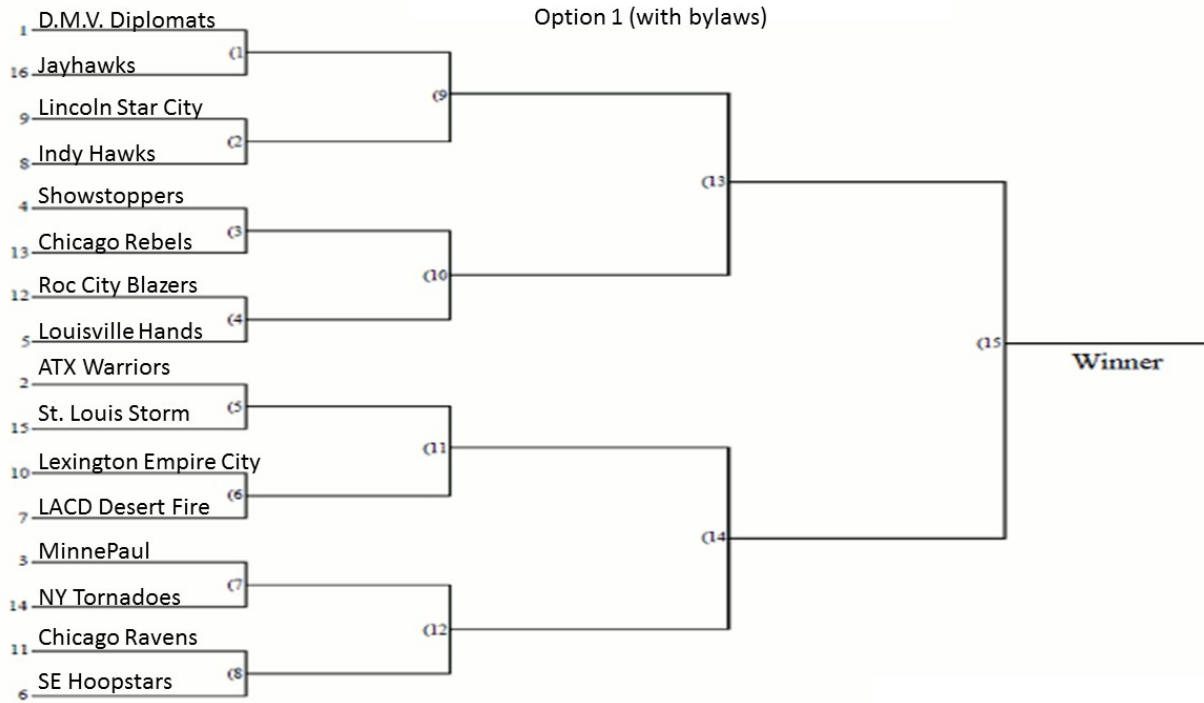 Option 1 (with bylaws)
1 D.M.V. Diplomats
(1
16 Jayhawks
(9
9 Lincoln Star City
(2
8 Indy Hawks
(13
4 Showstoppers
(3
13 Chicago Rebels
(10
12 Roc City Blazers
(4
5 Louisville Hands
(15
Winner
2 ATX Warriors
(5
15 St. Louis Storm
(11
10 Lexington Empire City
(6
7 LACD Desert Fire
(14
3 MinnePaul
(7
14 NY Tornadoes
(12
11 Chicago Ravens
(8
6 SE Hoopstars